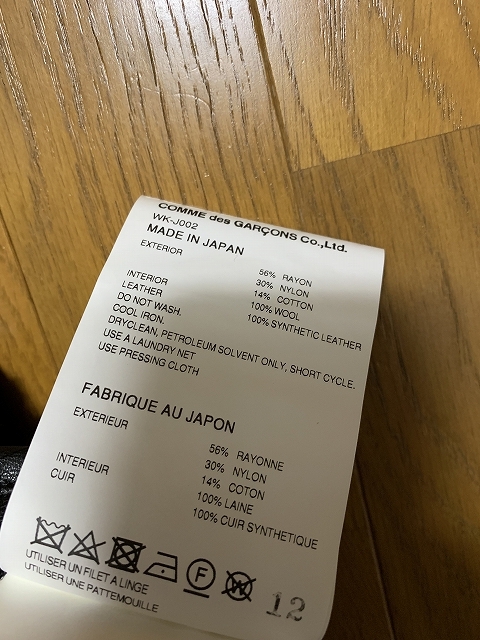 COMME des GARÇONS Co.,Ltd.
WK-J002
MADE IN JAPAN
EXTERIOR 56% RAYON
30% NYLON
14% COTTON
INTERIOR 100% WOOL
LEATHER 100% SYNTHETIC LEATHER
DO NOT WASH.
COOL IRON.
DRYCLEAN, PETROLEUM SOLVENT ONLY, SHORT CYCLE.
USE A LAUNDRY NET
USE PRESSING CLOTH
FABRIQUE AU JAPON
EXTERIEUR 56% RAYONNE
30% NYLON
14% COTON
INTERIEUR 100% LAINE
CUIR 100% CUIR SYNTHETIQUE
F W
UTILISER UN FILET A LINGE
UTILISER UNE PATTEMOUILLE
12